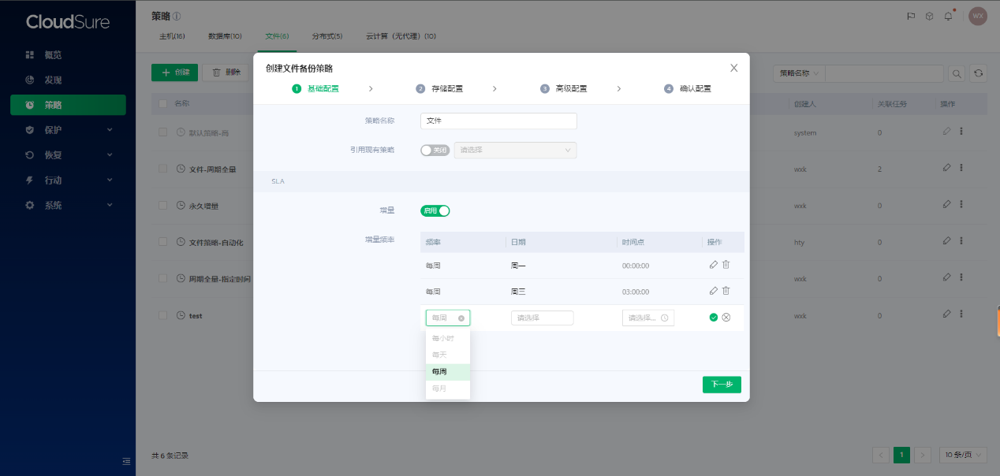 CloudSure
概览
发现
策略
保护
恢复
行动
系统
策略
WX
主机(16) 数据库(10) 文件(6) 分布式(5) 云计算（无代理）(10)
创建 删除
策略名称
名称 创建人 关联任务 操作
默认策略-尚 system 0
文件-周期全量 wxk 2
永久增量 wxk 0
文件策略-自动化 hty 0
周期全量-指定时间 wxk 0
test wxk 0
共 6 条记录
1
10 条/页
创建文件备份策略
1 基础配置 2 存储配置 3 高级配置 4 确认配置
策略名称 文件
引用现有策略 关闭 请选择
SLA
增量 启用
增量频率
频率 日期 时间点 操作
每周 周一 00:00:00
每周 周三 03:00:00
每周 请选择 请选择...
每小时
每天
每周
每月
下一步